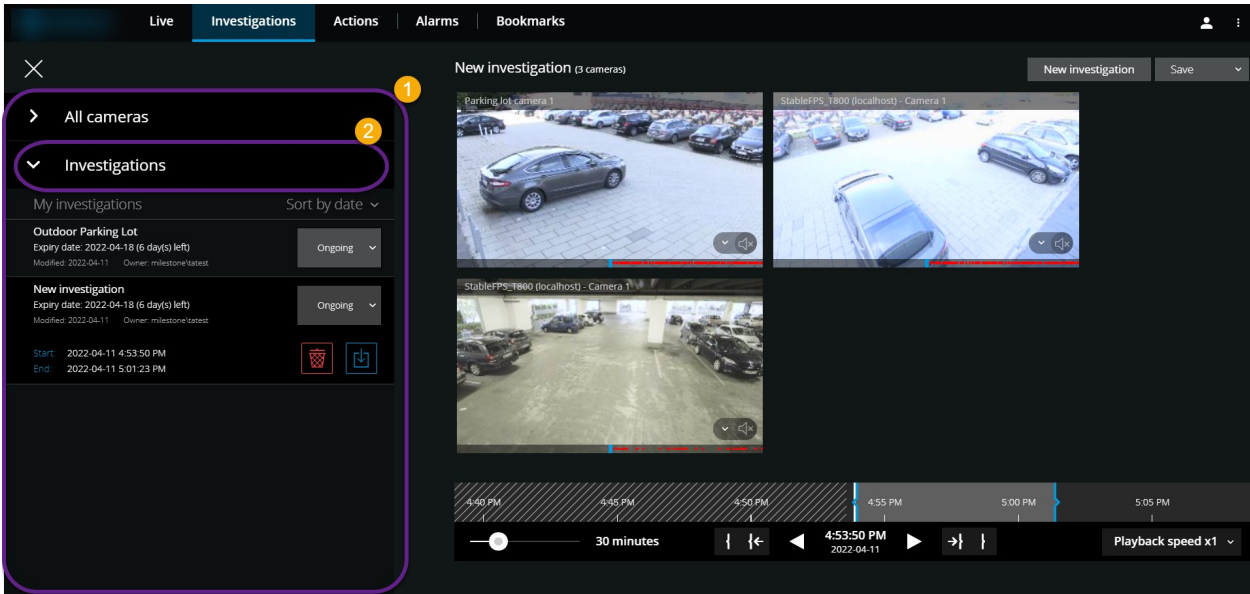 Live Investigations Actions Alarms Bookmarks
New investigation (3 cameras)
New investigation Save
1
All cameras
2
Investigations
My investigations Sort by date
Outdoor Parking Lot
Expiry date: 2022-04-18 (6 day(s) left)
Modified: 2022-04-11 Owner: milestone\tatest
Ongoing
New investigation
Expiry date: 2022-04-18 (6 day(s) left)
Modified: 2022-04-11 Owner: milestone\tatest
Ongoing
Start: 2022-04-11 4:53:50 PM
End: 2022-04-11 5:01:23 PM
Parking lot camera 1
StableFPS_T800 (localhost) - Camera 1
StableFPS_T800 (localhost) - Camera 1
4:40 PM 4:45 PM 4:50 PM 4:55 PM 5:00 PM 5:05 PM
30 minutes
4:53:50 PM
2022-04-11
Playback speed x1